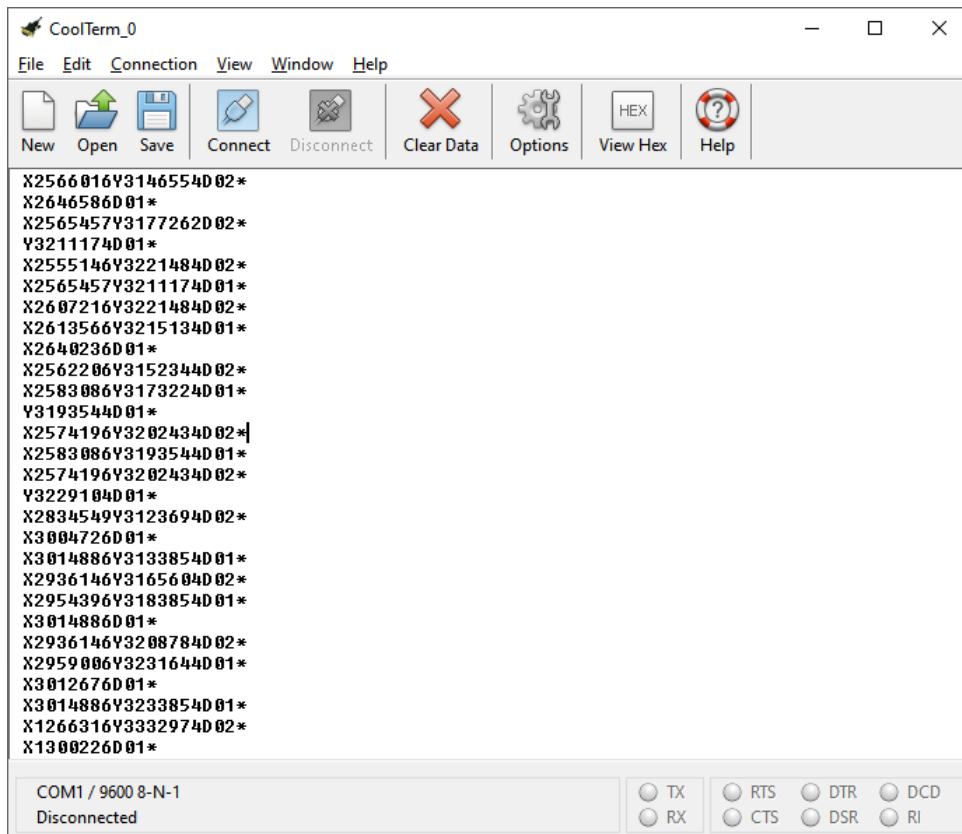 CoolTerm_0
File Edit Connection View Window Help
New Open Save Connect Disconnect Clear Data Options HEX View Hex Help
X2566016Y3146554D02*
X2646586D01*
X2565457Y3177262D02*
Y3211174D01*
X2555146Y3221484D02*
X2565457Y3211174D01*
X2607216Y3221484D02*
X2613566Y3215134D01*
X2640236D01*
X2562206Y3152344D02*
X2583086Y3173224D01*
Y3193544D01*
X2574196Y3202434D02*
X2583086Y3193544D01*
X2574196Y3202434D02*
Y3229104D01*
X2834549Y3123694D02*
X3004726D01*
X3014886Y3133854D01*
X2936146Y3165604D02*
X2954396Y3183854D01*
X3014886D01*
X2936146Y3208784D02*
X2959006Y3231644D01*
X3012676D01*
X3014886Y3233854D01*
X1266316Y3332974D02*
X1300226D01*
COM1 / 9600 8-N-1
Disconnected
TX RTS DTR DCD
RX CTS DSR RI